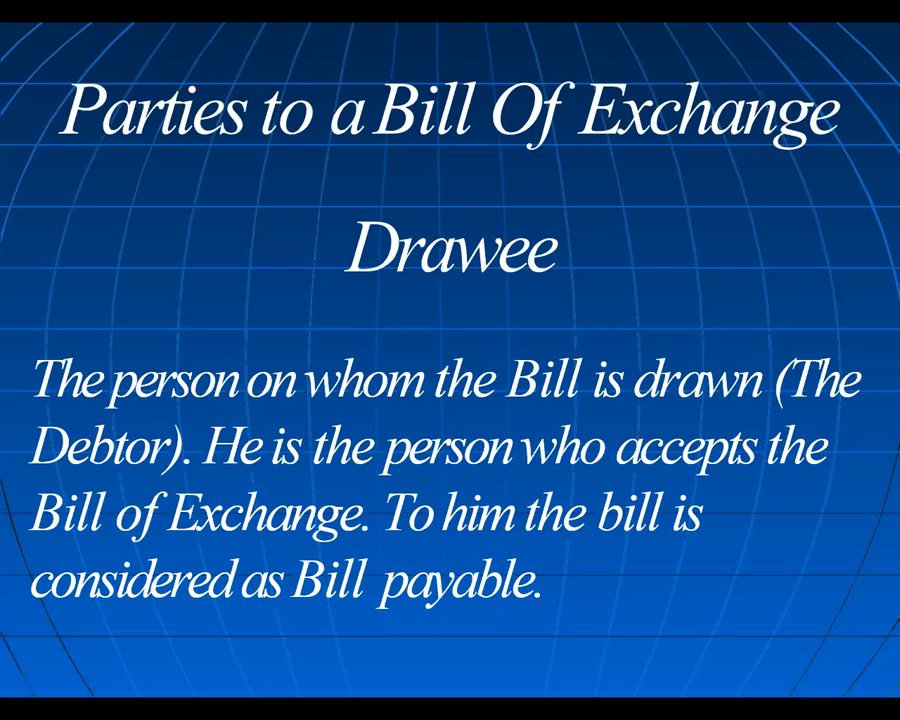 Parties to a Bill Of Exchange
Drawee
The person on whom the Bill is drawn (The
Debtor). He is the person who accepts the
Bill of Exchange. To him the bill is
considered as Bill payable.